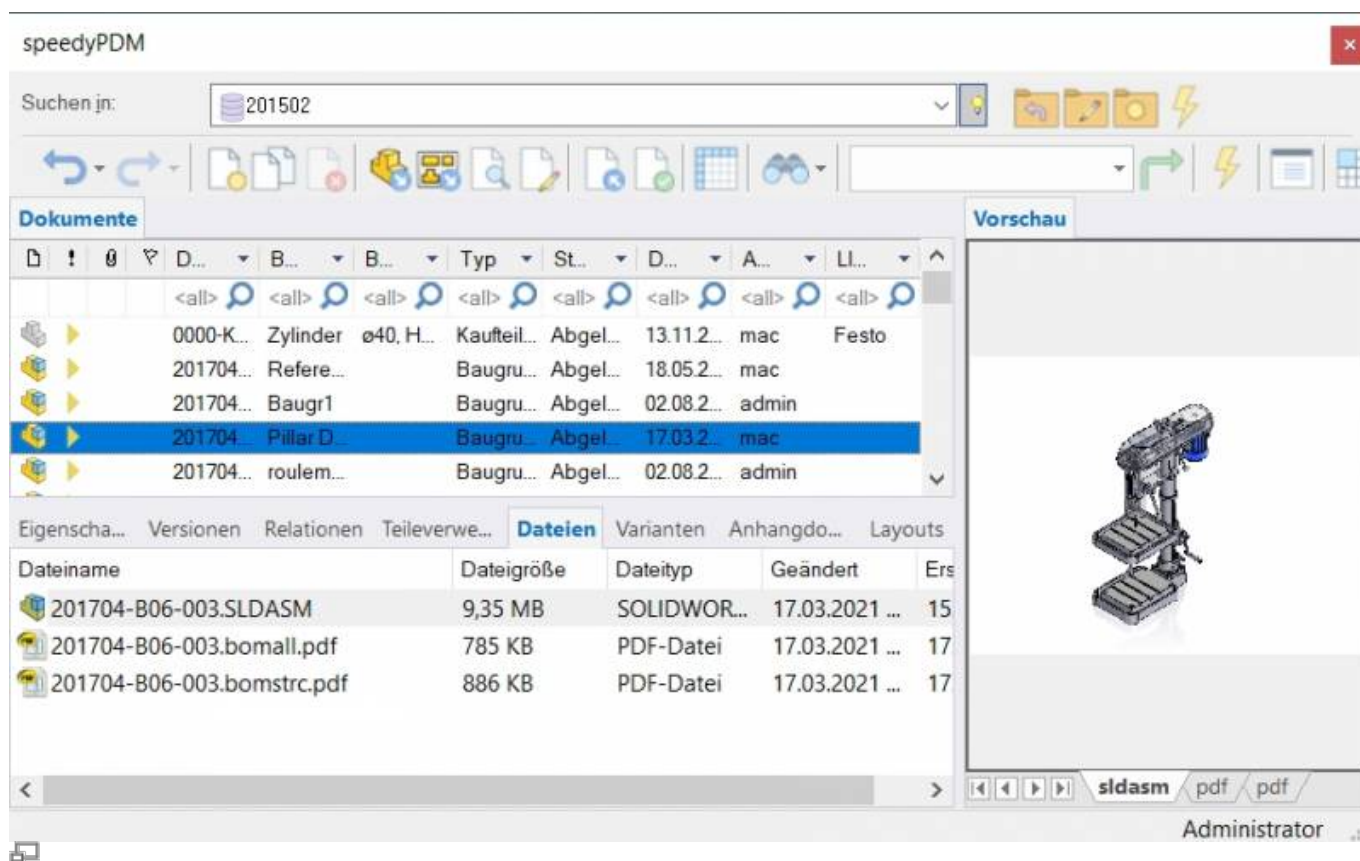 speedyPDM
Suchen in: 201502
Dokumente Vorschau
D... B... B... Typ St... D... A... LI...
<all> <all> <all> <all> <all> <all> <all> <all>
0000-K... Zylinder ø40, H... Kaufteil... Abgel... 13.11.2... mac Festo
201704... Refere... Baugru... Abgel... 18.05.2... mac
201704... Baugr1 Baugru... Abgel... 02.08.2... admin
201704... Pillar D... Baugru... Abgel... 17.03.2... mac
201704... roulem... Baugru... Abgel... 02.08.2... admin
Eigenscha... Versionen Relationen Teileverwe... Dateien Varianten Anhangdo... Layouts
Dateiname Dateigröße Dateityp Geändert Ers
201704-B06-003.SLDASM 9,35 MB SOLIDWOR... 17.03.2021 ... 15
201704-B06-003.bomall.pdf 785 KB PDF-Datei 17.03.2021 ... 17
201704-B06-003.bomstrc.pdf 886 KB PDF-Datei 17.03.2021 ... 17
sldasm pdf pdf
Administrator